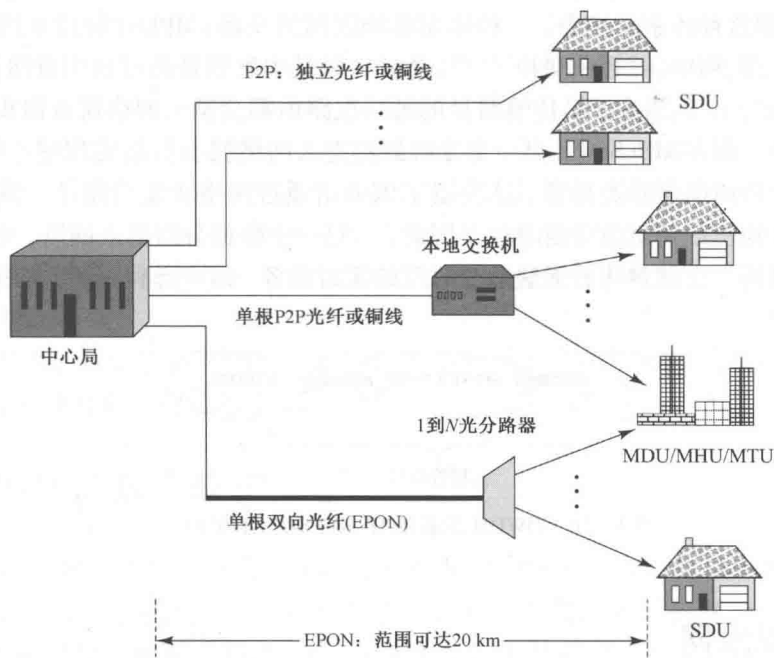 P2P：独立光纤或铜线
SDU
本地交换机
单根P2P光纤或铜线
中心局
1到N光分路器
MDU/MHU/MTU
单根双向光纤(EPON)
SDU
EPON：范围可达20 km